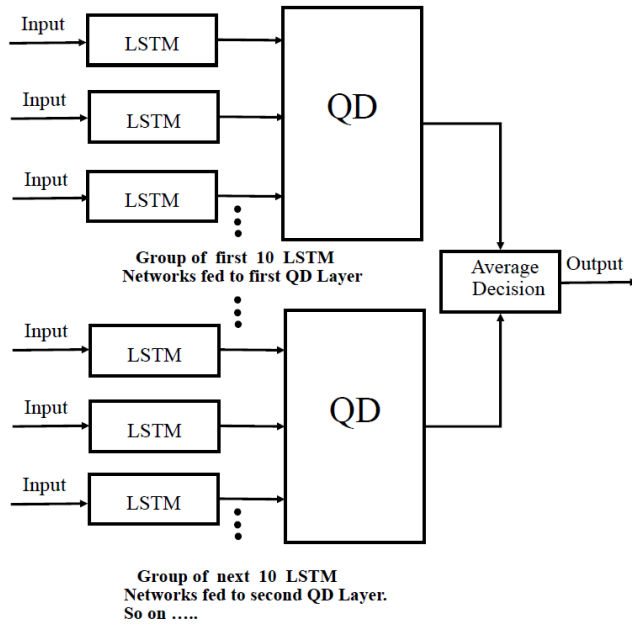 Input
LSTM
Input
LSTM
Input
LSTM
QD
Group of first 10 LSTM
Networks fed to first QD Layer
Average
Decision
Output
Input
LSTM
Input
LSTM
Input
LSTM
QD
Group of next 10 LSTM
Networks fed to second QD Layer.
So on .....